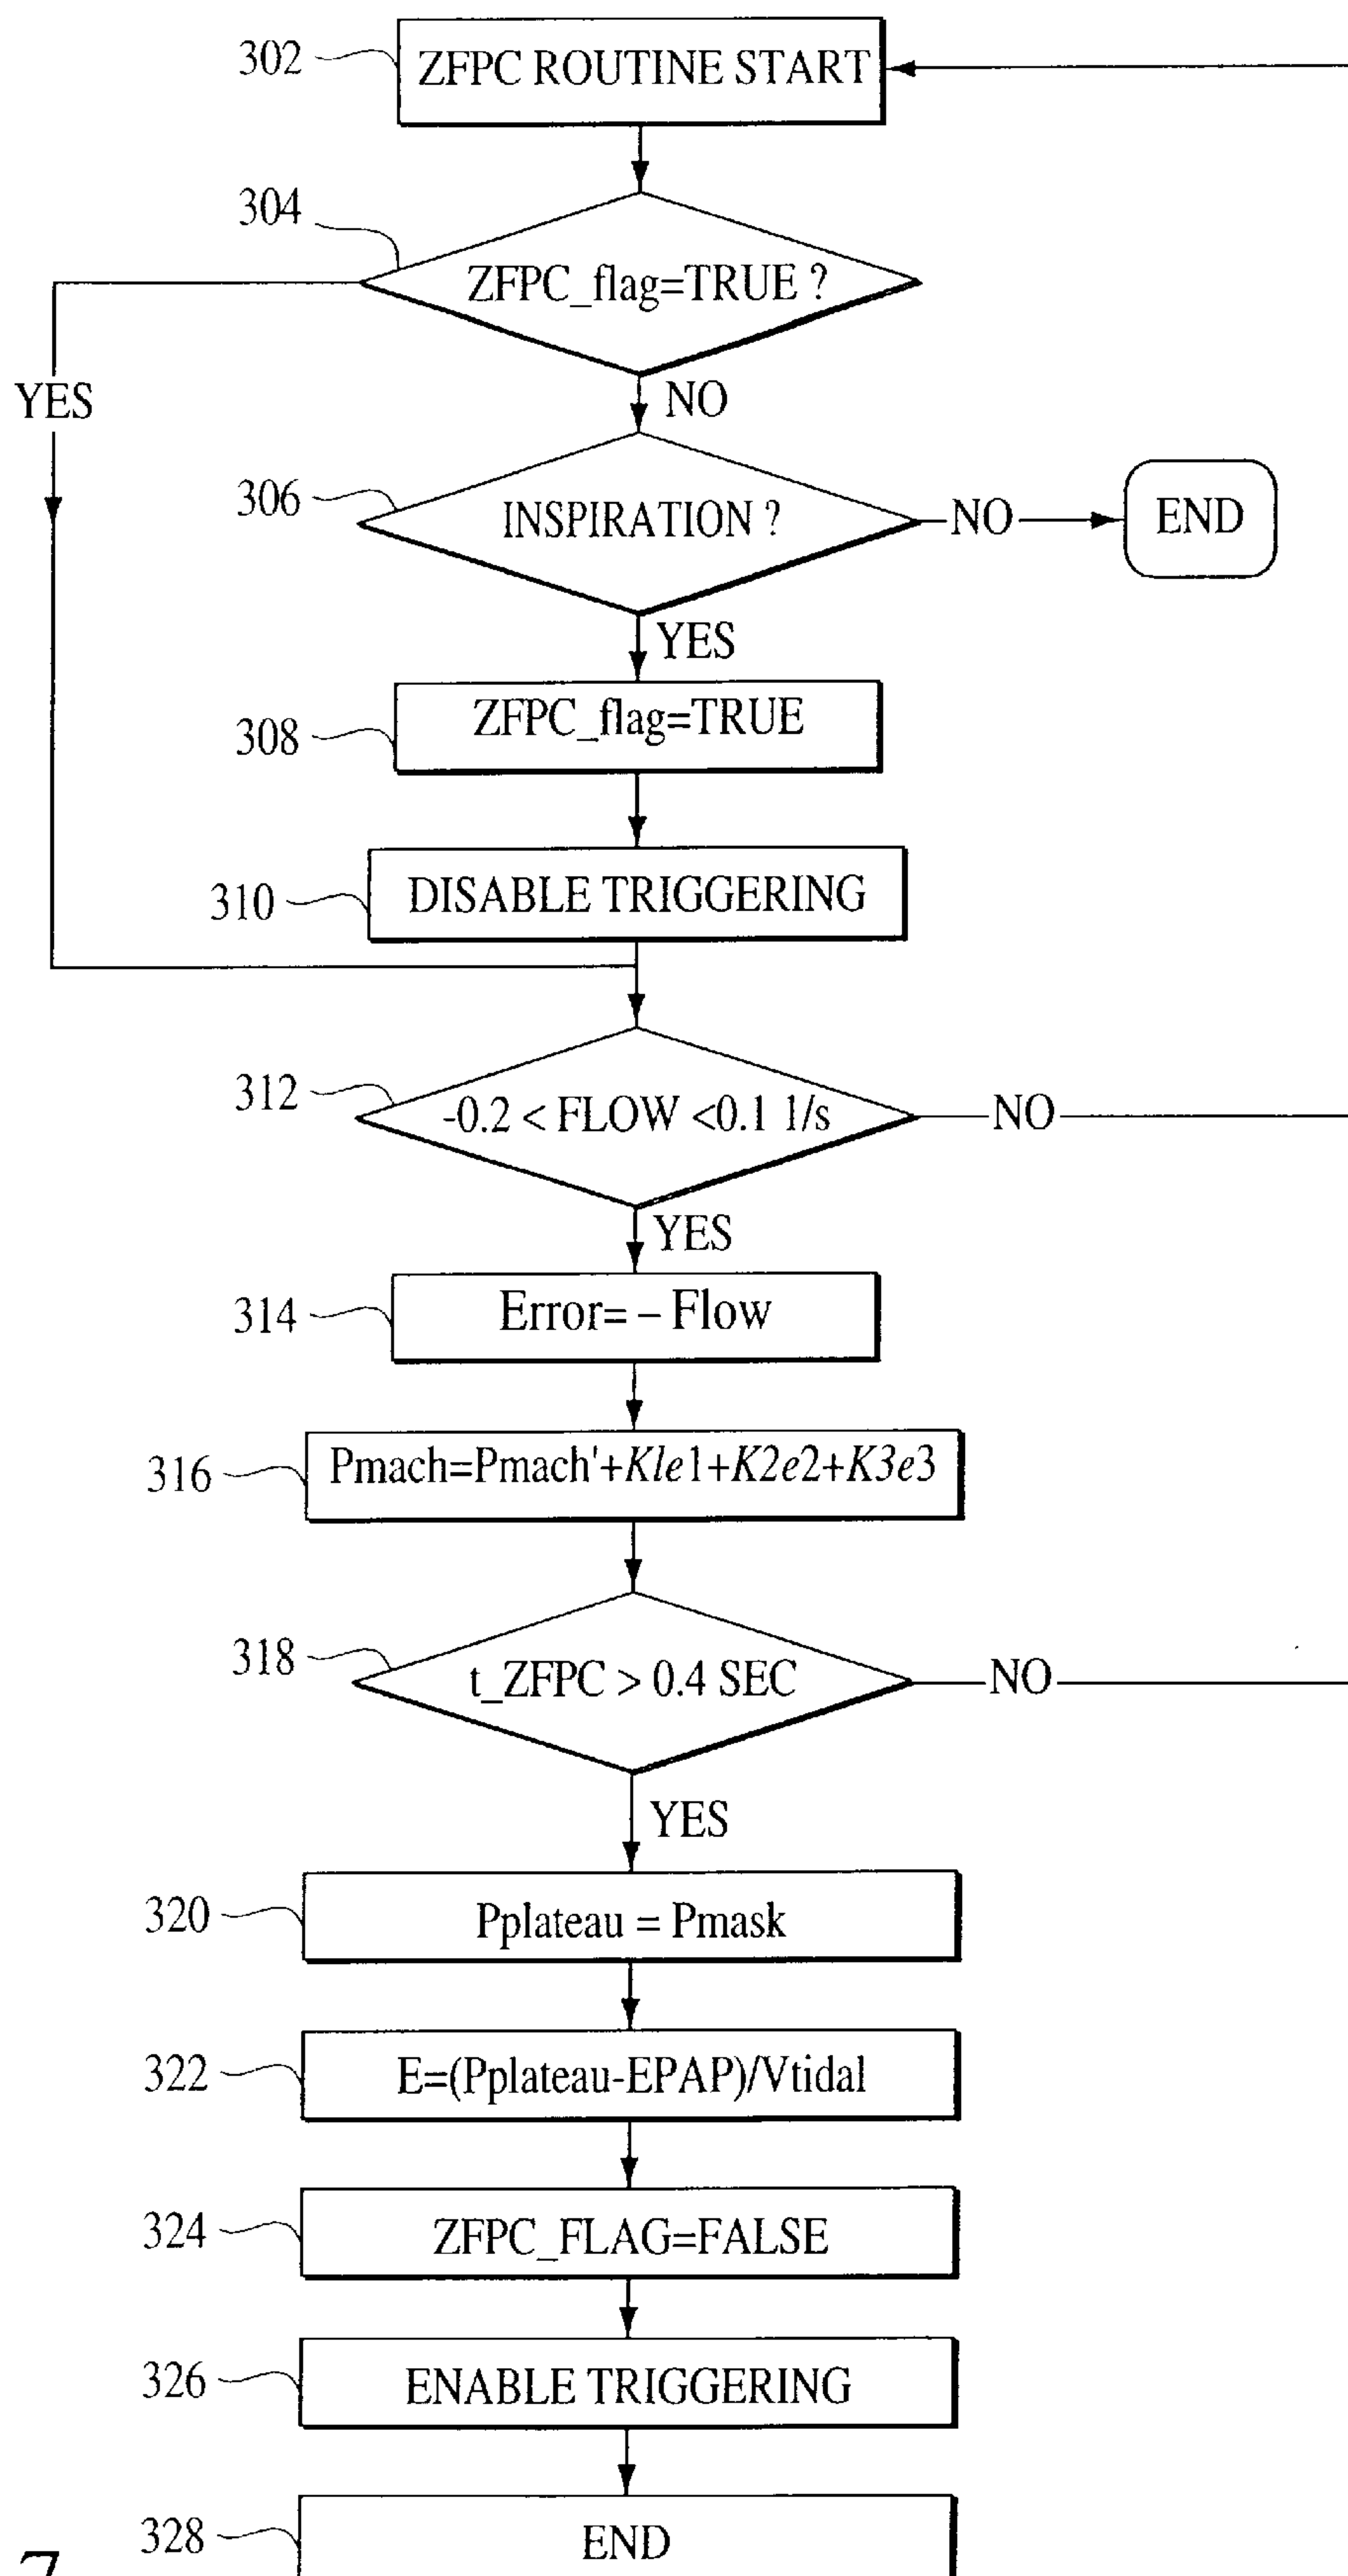 302
ZFPC ROUTINE START
304
ZFPC_flag=TRUE ?
YES
NO
306
INSPIRATION ?
NO
END
YES
308
ZFPC_flag=TRUE
310
DISABLE TRIGGERING
312
-0.2 < FLOW <0.1 1/s
NO
YES
314
Error= – Flow
316
Pmach=Pmach'+Kle1+K2e2+K3e3
318
t_ZFPC > 0.4 SEC
NO
YES
320
Pplateau = Pmask
322
E=(Pplateau-EPAP)/Vtidal
324
ZFPC_FLAG=FALSE
326
ENABLE TRIGGERING
328
END
7